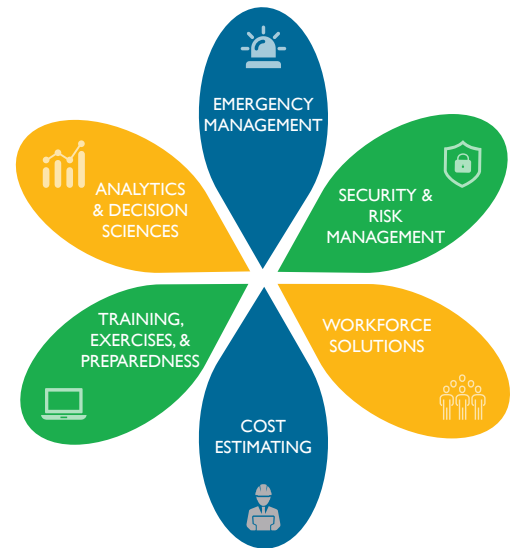 EMERGENCY
MANAGEMENT
SECURITY &
RISK
MANAGEMENT
WORKFORCE
SOLUTIONS
COST
ESTIMATING
TRAINING,
EXERCISES, &
PREPAREDNESS
ANALYTICS
& DECISION
SCIENCES